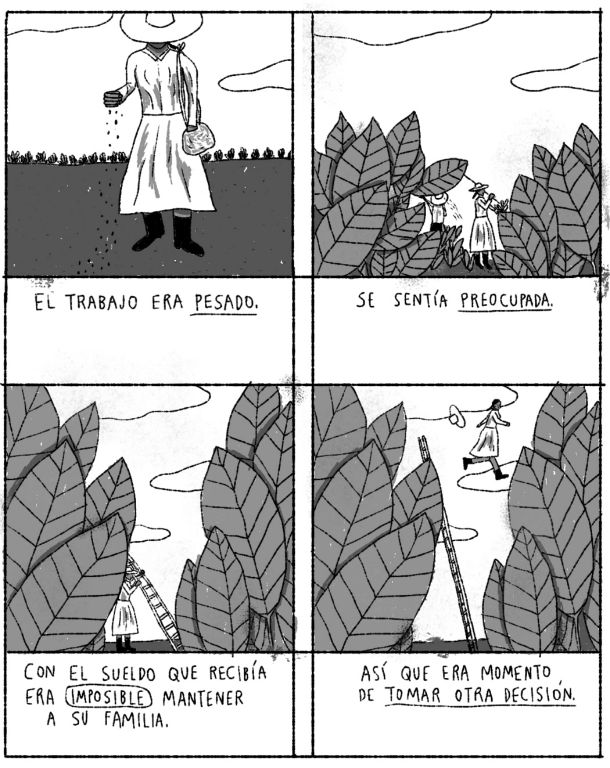 EL TRABAJO ERA PESADO.
SE SENTÍA PREOCUPADA.
CON EL SUELDO QUE RECIBÍA
ERA IMPOSIBLE MANTENER
A SU FAMILIA.
ASÍ QUE ERA MOMENTO
DE TOMAR OTRA DECISIÓN.